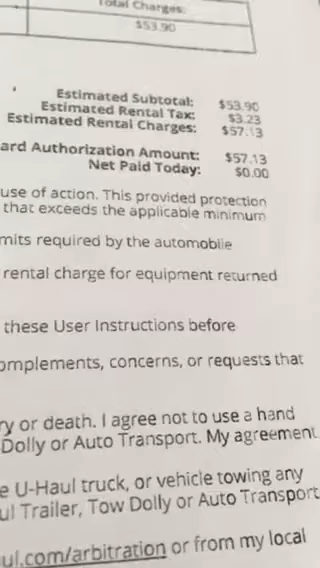 Total Charges:
$53.90
Estimated Subtotal: $53.90
Estimated Rental Tax: $3.23
Estimated Rental Charges: $57.13
ard Authorization Amount: $57.13
Net Paid Today: $0.00
use of action. This provided protection
that exceeds the applicable minimum
mits required by the automobile
rental charge for equipment returned
these User Instructions before
omplements, concerns, or requests that
ry or death. I agree not to use a hand
Dolly or Auto Transport. My agreement
e U-Haul truck, or vehicle towing any
ul Trailer, Tow Dolly or Auto Transport
ul.com/arbitration or from my local